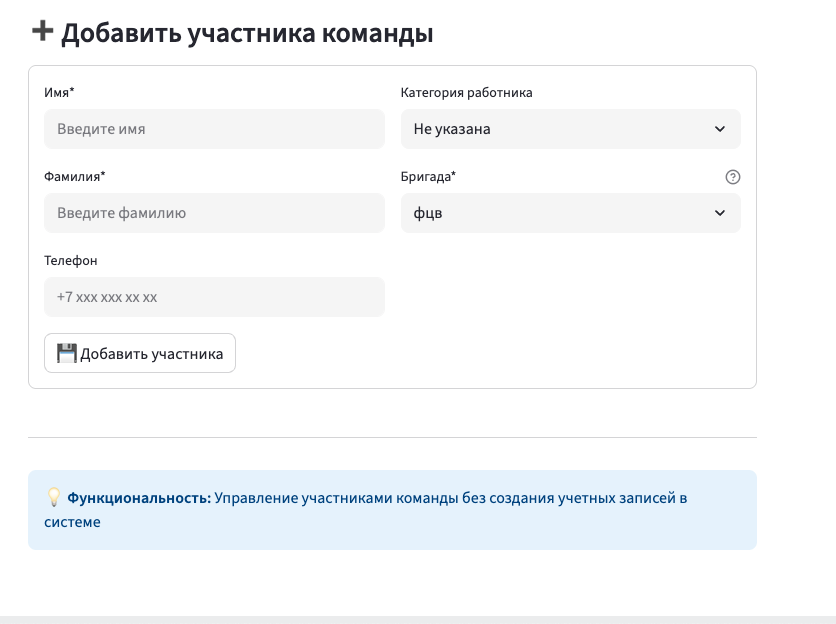 Добавить участника команды
Имя*
Категория работника
Введите имя
Не указана
Фамилия*
Бригада*
Введите фамилию
фцв
Телефон
+7 xxx xxx xx xx
Добавить участника
Функциональность: Управление участниками команды без создания учетных записей в
системе